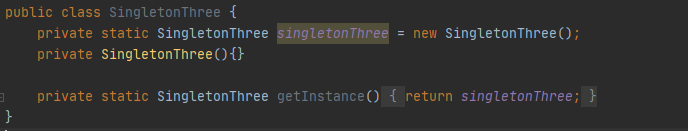 public class SingletonThree {
    private static SingletonThree singletonThree = new SingletonThree();
    private SingletonThree(){}
    private static SingletonThree getInstance() { return singletonThree; }
}